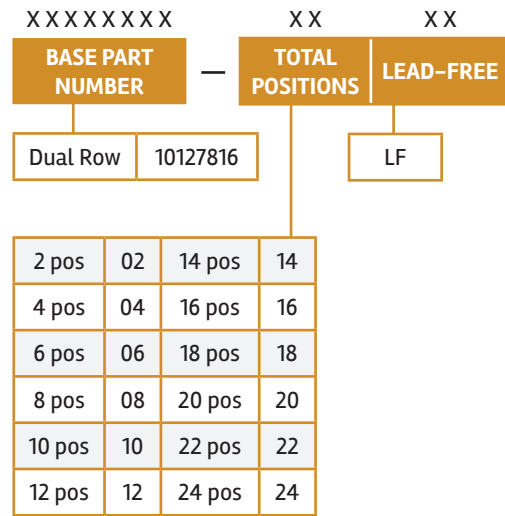 XXXXXXXX XX XX
BASE PART NUMBER — TOTAL POSITIONS LEAD-FREE
Dual Row 10127816 LF
2 pos 02 14 pos 14
4 pos 04 16 pos 16
6 pos 06 18 pos 18
8 pos 08 20 pos 20
10 pos 10 22 pos 22
12 pos 12 24 pos 24